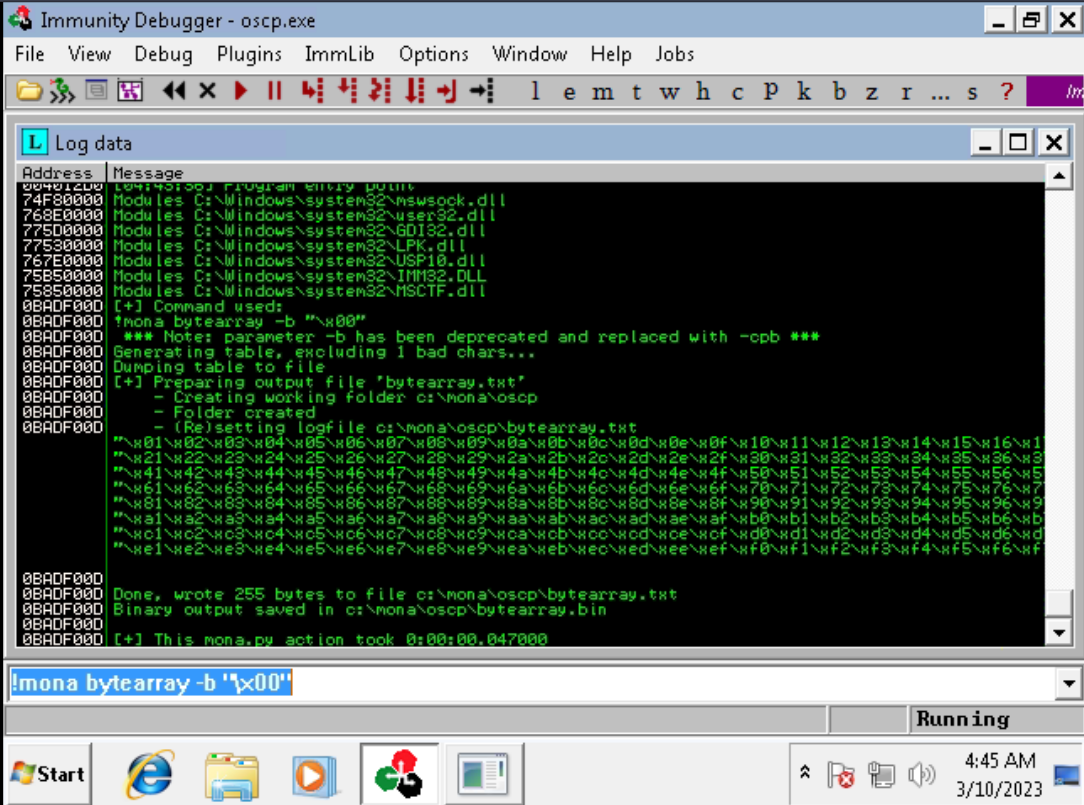 Immunity Debugger - oscp.exe
File View Debug Plugins ImmLib Options Window Help Jobs
l e m t w h c P k b z r ... s ? Im
L Log data
Address Message
004012D0 [04:43:36] Program entry point
74F80000 Modules C:\Windows\system32\mswsock.dll
768E0000 Modules C:\Windows\system32\user32.dll
775D0000 Modules C:\Windows\system32\GDI32.dll
77530000 Modules C:\Windows\system32\LPK.dll
767E0000 Modules C:\Windows\system32\USP10.dll
75B50000 Modules C:\Windows\system32\IMM32.DLL
75850000 Modules C:\Windows\system32\MSCTF.dll
0BADF00D [+] Command used:
0BADF00D !mona bytearray -b "\x00"
0BADF00D *** Note: parameter -b has been deprecated and replaced with -cpb ***
0BADF00D Generating table, excluding 1 bad chars...
0BADF00D Dumping table to file
0BADF00D [+] Preparing output file 'bytearray.txt'
0BADF00D - Creating working folder c:\mona\oscp
0BADF00D - Folder created
0BADF00D - (Re)setting logfile c:\mona\oscp\bytearray.txt
"\x01\x02\x03\x04\x05\x06\x07\x08\x09\x0a\x0b\x0c\x0d\x0e\x0f\x10\x11\x12\x13\x14\x15\x16\x1
"\x21\x22\x23\x24\x25\x26\x27\x28\x29\x2a\x2b\x2c\x2d\x2e\x2f\x30\x31\x32\x33\x34\x35\x36\x3
"\x41\x42\x43\x44\x45\x46\x47\x48\x49\x4a\x4b\x4c\x4d\x4e\x4f\x50\x51\x52\x53\x54\x55\x56\x5
"\x61\x62\x63\x64\x65\x66\x67\x68\x69\x6a\x6b\x6c\x6d\x6e\x6f\x70\x71\x72\x73\x74\x75\x76\x7
"\x81\x82\x83\x84\x85\x86\x87\x88\x89\x8a\x8b\x8c\x8d\x8e\x8f\x90\x91\x92\x93\x94\x95\x96\x9
"\xa1\xa2\xa3\xa4\xa5\xa6\xa7\xa8\xa9\xaa\xab\xac\xad\xae\xaf\xb0\xb1\xb2\xb3\xb4\xb5\xb6\xb
"\xc1\xc2\xc3\xc4\xc5\xc6\xc7\xc8\xc9\xca\xcb\xcc\xcd\xce\xcf\xd0\xd1\xd2\xd3\xd4\xd5\xd6\xd
"\xe1\xe2\xe3\xe4\xe5\xe6\xe7\xe8\xe9\xea\xeb\xec\xed\xee\xef\xf0\xf1\xf2\xf3\xf4\xf5\xf6\xf
0BADF00D
0BADF00D Done, wrote 255 bytes to file c:\mona\oscp\bytearray.txt
0BADF00D Binary output saved in c:\mona\oscp\bytearray.bin
0BADF00D
0BADF00D [+] This mona.py action took 0:00:00.047000
!mona bytearray -b "\x00"
Running
Start
4:45 AM
3/10/2023